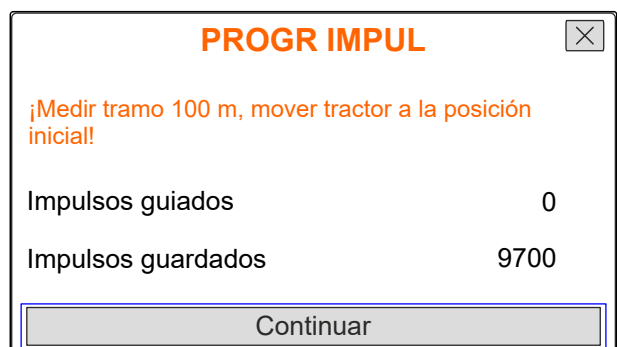 PROGR IMPUL
¡Medir tramo 100 m, mover tractor a la posición
inicial!
Impulsos guiados 0
Impulsos guardados 9700
Continuar